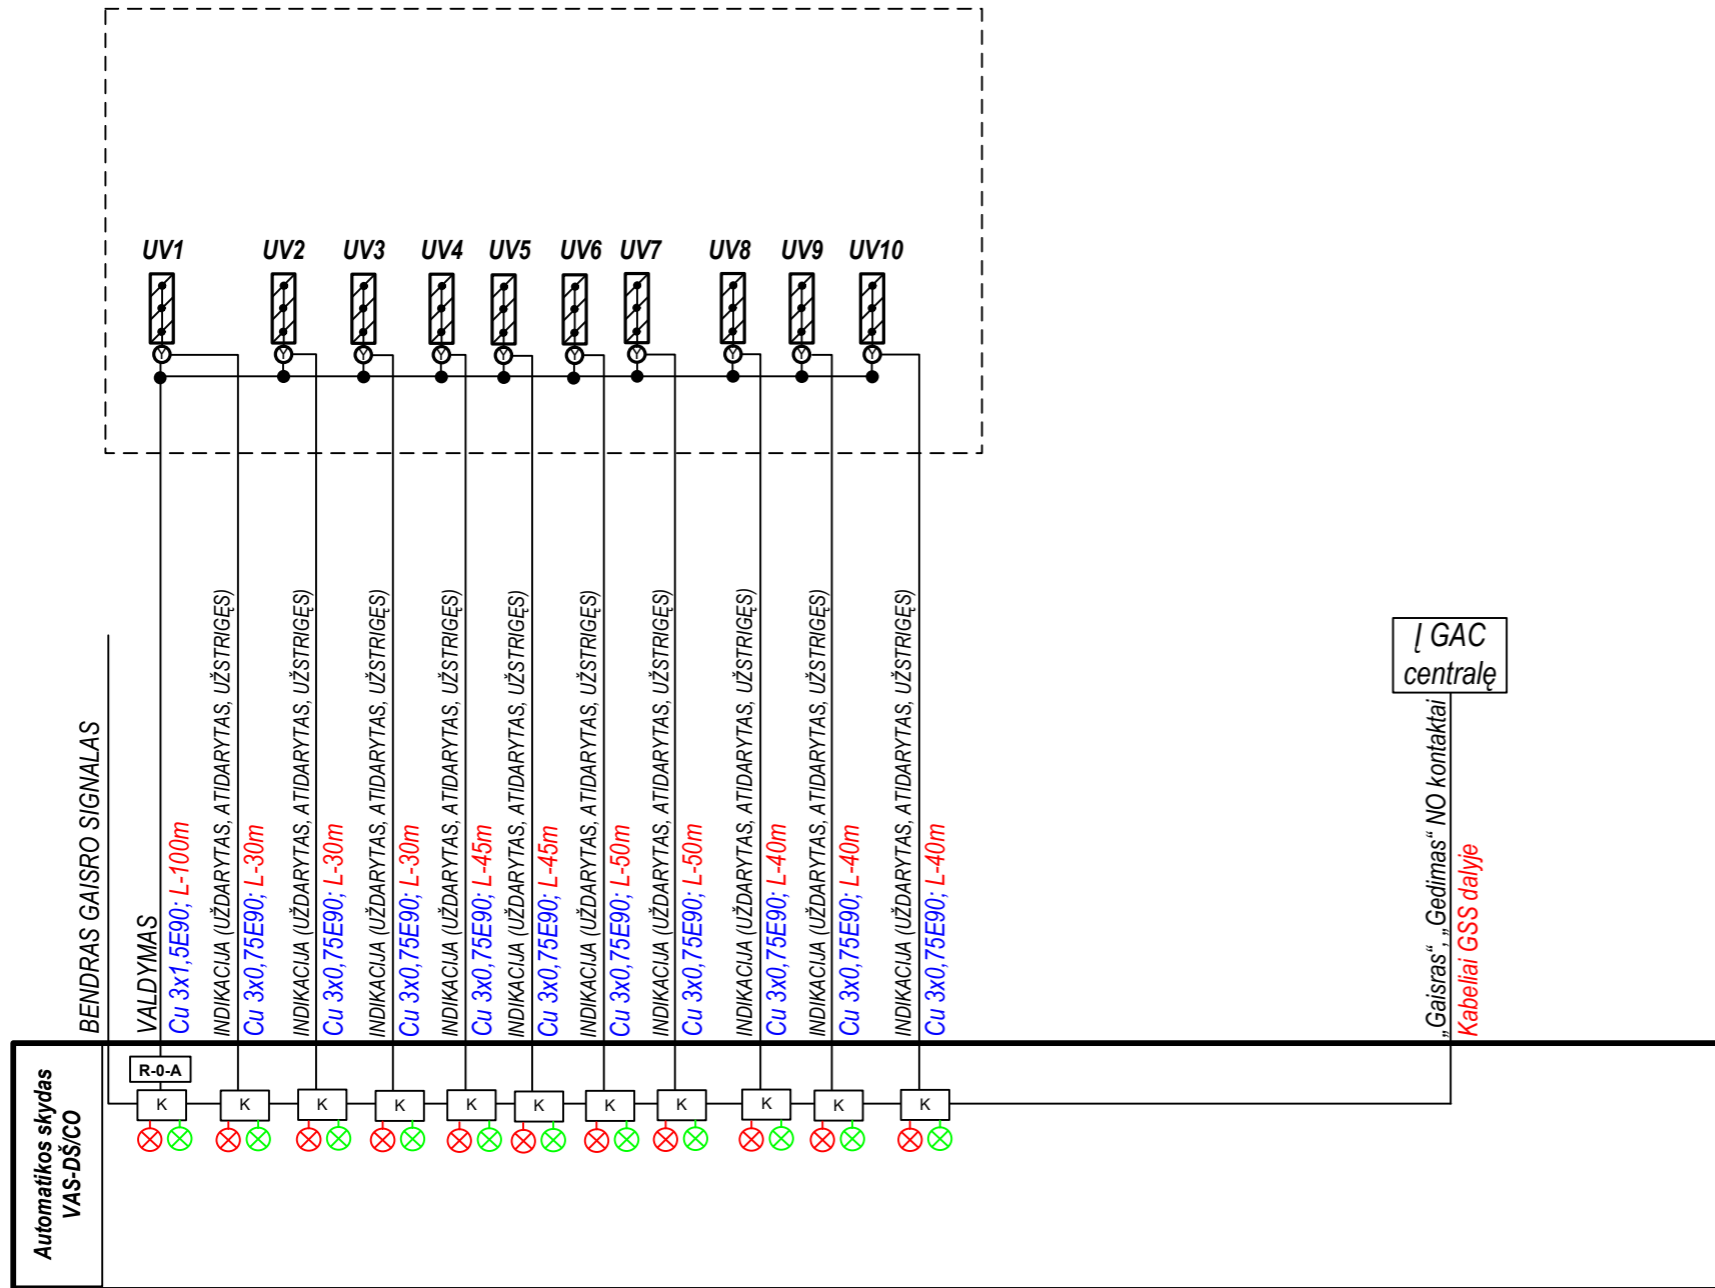 UV1
UV2
UV3
UV4
UV5
UV6
UV7
UV8
UV9
UV10
Y
Y
Y
Y
Y
Y
Y
Y
Y
Y
BENDRAS GAISRO SIGNALAS
VALDYMAS
Cu 3x1,5E90; L-100m
INDIKACIJA (UŽDARYTAS, ATIDARYTAS, UŽSTRIGĘS)
Cu 3x0,75E90; L-30m
INDIKACIJA (UŽDARYTAS, ATIDARYTAS, UŽSTRIGĘS)
Cu 3x0,75E90; L-30m
INDIKACIJA (UŽDARYTAS, ATIDARYTAS, UŽSTRIGĘS)
Cu 3x0,75E90; L-30m
INDIKACIJA (UŽDARYTAS, ATIDARYTAS, UŽSTRIGĘS)
Cu 3x0,75E90; L-45m
INDIKACIJA (UŽDARYTAS, ATIDARYTAS, UŽSTRIGĘS)
Cu 3x0,75E90; L-45m
INDIKACIJA (UŽDARYTAS, ATIDARYTAS, UŽSTRIGĘS)
Cu 3x0,75E90; L-50m
INDIKACIJA (UŽDARYTAS, ATIDARYTAS, UŽSTRIGĘS)
Cu 3x0,75E90; L-50m
INDIKACIJA (UŽDARYTAS, ATIDARYTAS, UŽSTRIGĘS)
Cu 3x0,75E90; L-40m
INDIKACIJA (UŽDARYTAS, ATIDARYTAS, UŽSTRIGĘS)
Cu 3x0,75E90; L-40m
INDIKACIJA (UŽDARYTAS, ATIDARYTAS, UŽSTRIGĘS)
Cu 3x0,75E90; L-40m
Į GAC
centralę
„Gaisras“, „Gedimas“ NO kontaktai
Kabeliai GSS dalyje
Automatikos skydas
VAS-DŠ/CO
R-0-A
K
K
K
K
K
K
K
K
K
K
K